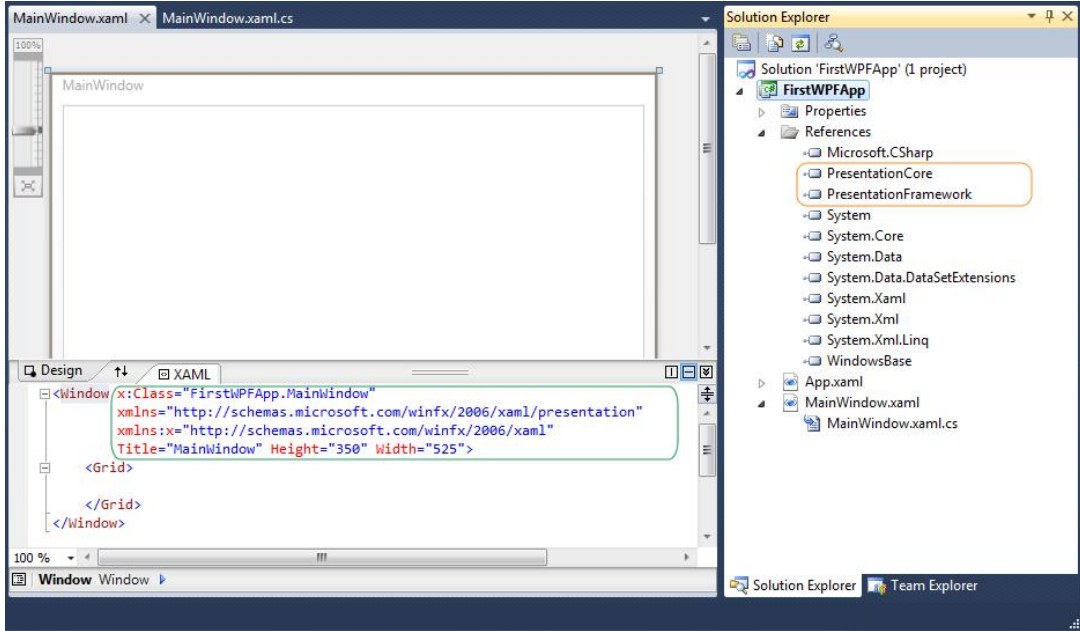 MainWindow.xaml MainWindow.xaml.cs
100%
MainWindow
Design XAML
<Window x:Class="FirstWPFApp.MainWindow"
xmlns="http://schemas.microsoft.com/winfx/2006/xaml/presentation"
xmlns:x="http://schemas.microsoft.com/winfx/2006/xaml"
Title="MainWindow" Height="350" Width="525">
<Grid>
</Grid>
</Window>
100 %
Window Window
Solution Explorer
Solution 'FirstWPFApp' (1 project)
FirstWPFApp
Properties
References
Microsoft.CSharp
PresentationCore
PresentationFramework
System
System.Core
System.Data
System.Data.DataSetExtensions
System.Xaml
System.Xml
System.Xml.Linq
WindowsBase
App.xaml
MainWindow.xaml
MainWindow.xaml.cs
Solution Explorer Team Explorer